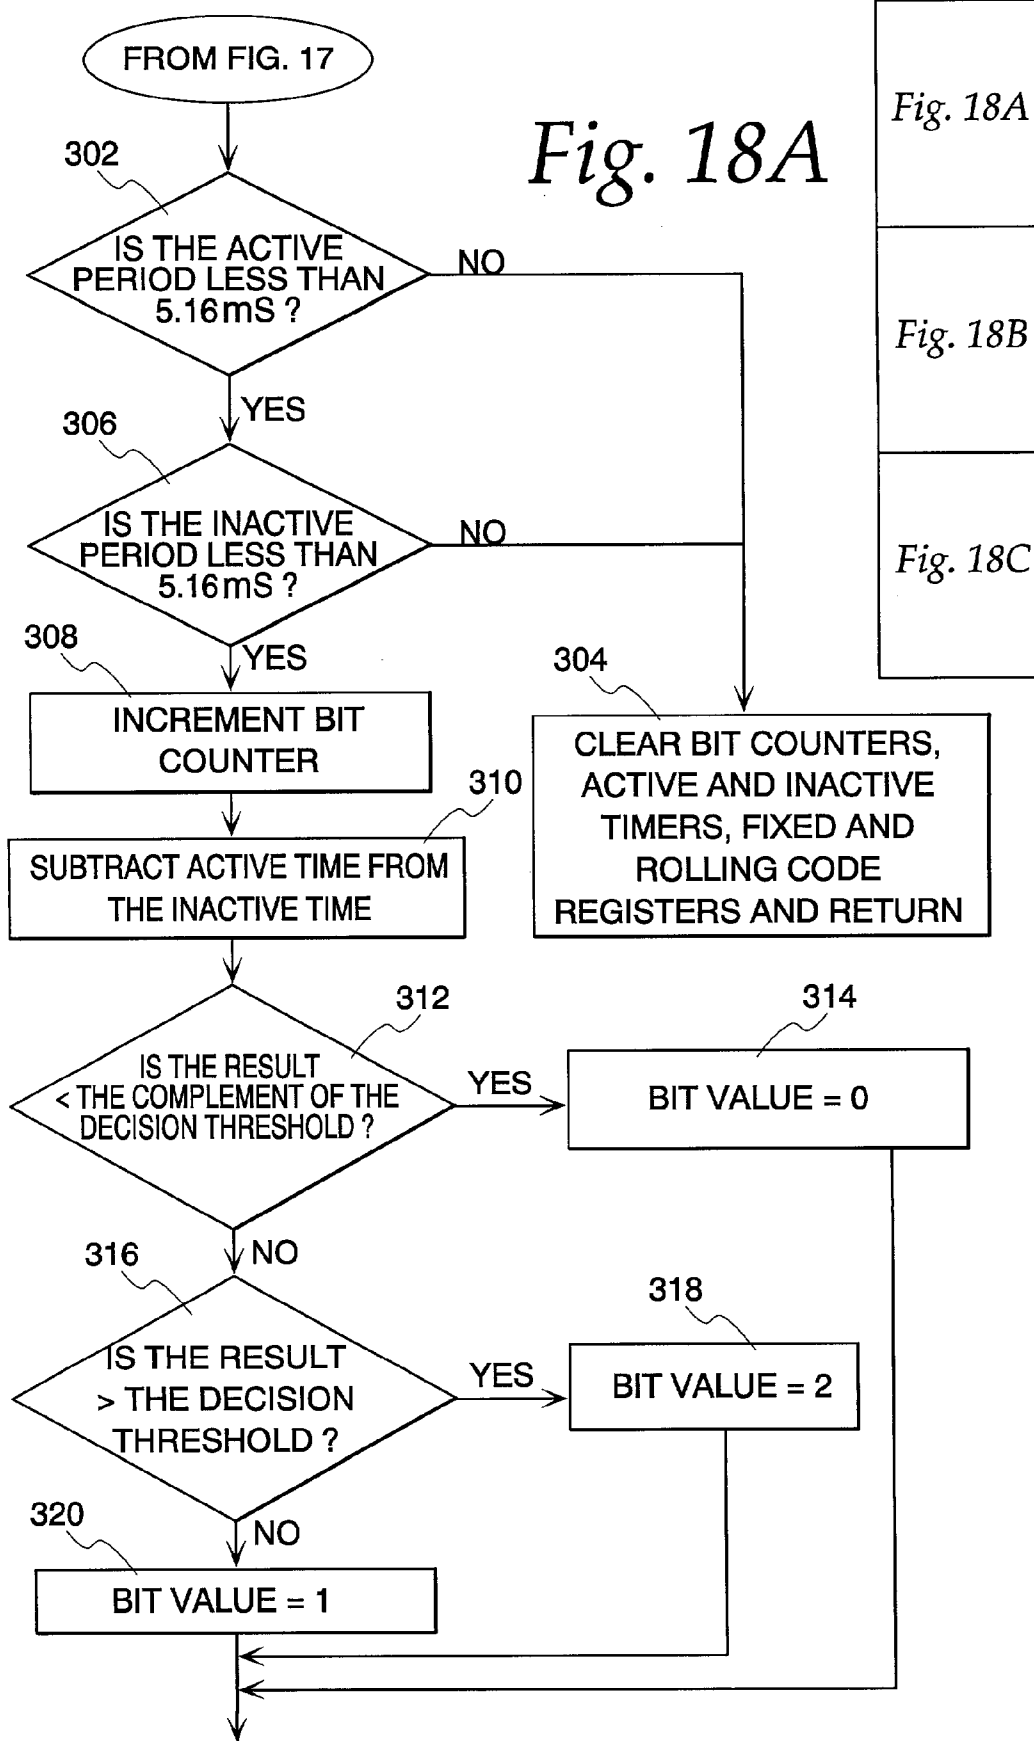 FROM FIG. 17
Fig. 18A
Fig. 18A
Fig. 18B
Fig. 18C
302
IS THE ACTIVE
PERIOD LESS THAN
5.16mS ?
NO
YES
306
IS THE INACTIVE
PERIOD LESS THAN
5.16mS ?
NO
YES
308
INCREMENT BIT
COUNTER
304
CLEAR BIT COUNTERS,
ACTIVE AND INACTIVE
TIMERS, FIXED AND
ROLLING CODE
REGISTERS AND RETURN
310
SUBTRACT ACTIVE TIME FROM
THE INACTIVE TIME
312
IS THE RESULT
< THE COMPLEMENT OF THE
DECISION THRESHOLD ?
YES
314
BIT VALUE = 0
NO
316
IS THE RESULT
> THE DECISION
THRESHOLD ?
YES
318
BIT VALUE = 2
NO
320
BIT VALUE = 1